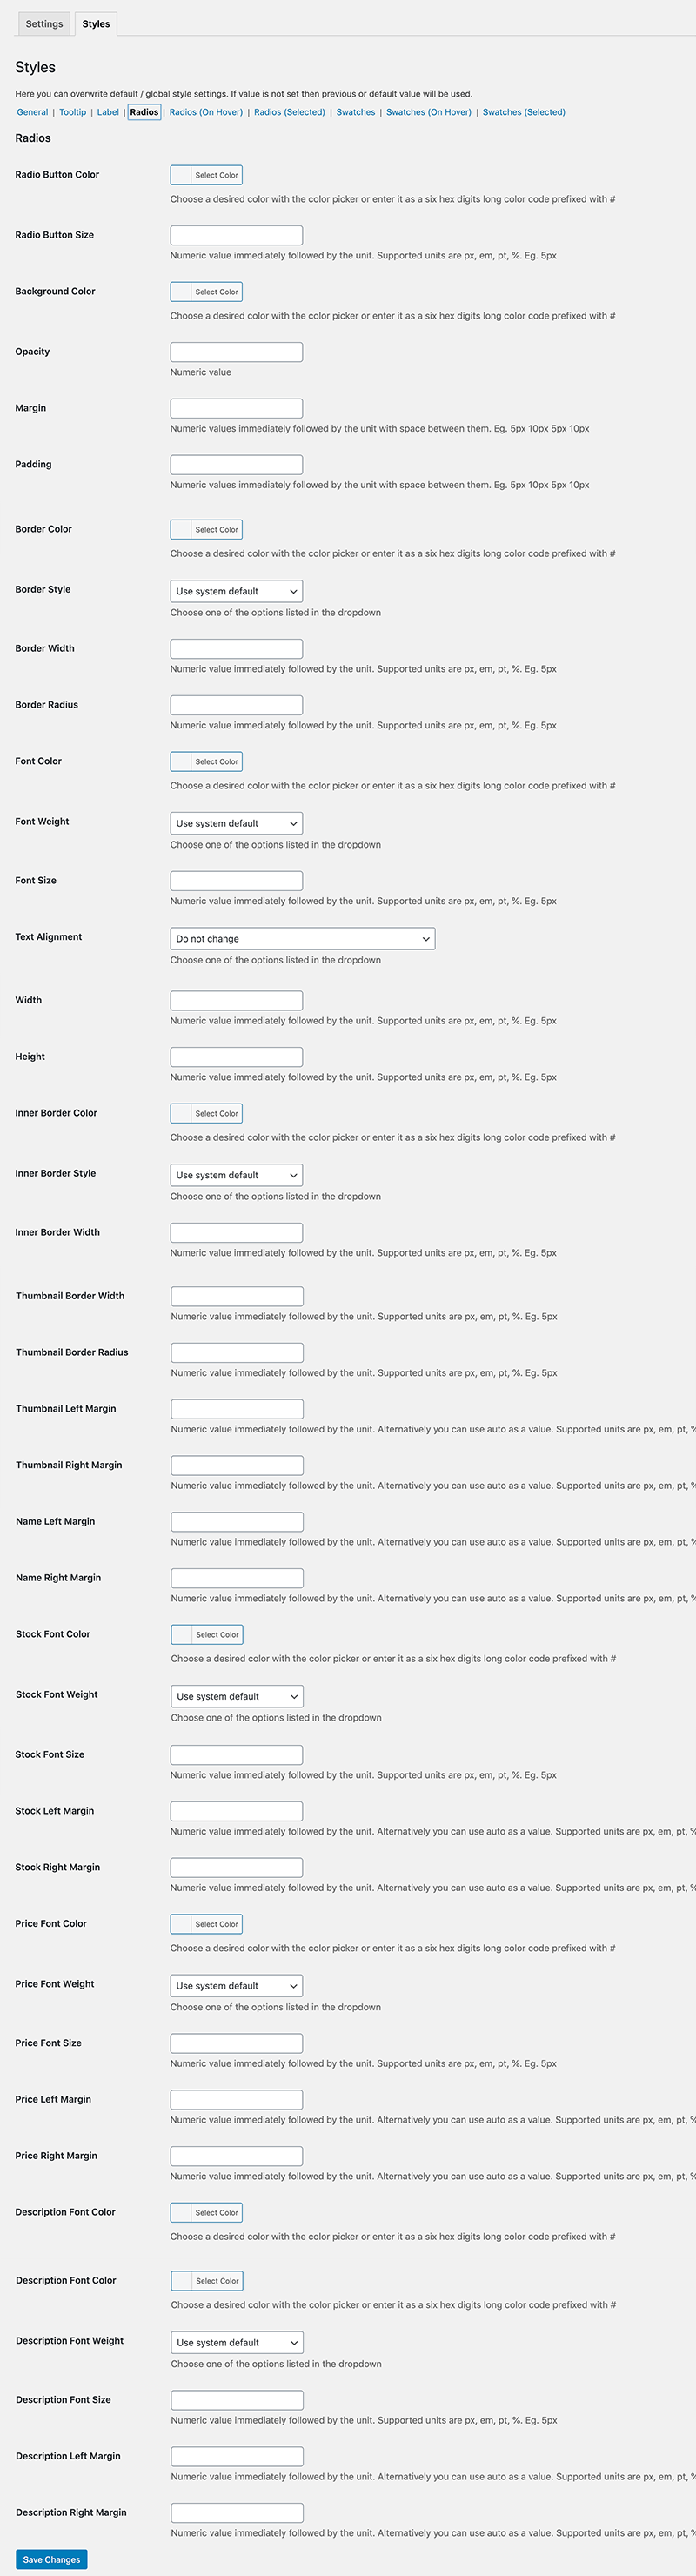 Settings Styles
Styles
Here you can overwrite default / global style settings. If value is not set then previous or default value will be used.
General | Tooltip | Label | Radios | Radios (On Hover) | Radios (Selected) | Swatches | Swatches (On Hover) | Swatches (Selected)
Radios
Radio Button Color Select Color
Choose a desired color with the color picker or enter it as a six hex digits long color code prefixed with #
Radio Button Size
Numeric value immediately followed by the unit. Supported units are px, em, pt, %. Eg. 5px
Background Color Select Color
Choose a desired color with the color picker or enter it as a six hex digits long color code prefixed with #
Opacity
Numeric value
Margin
Numeric values immediately followed by the unit with space between them. Eg. 5px 10px 5px 10px
Padding
Numeric values immediately followed by the unit with space between them. Eg. 5px 10px 5px 10px
Border Color Select Color
Choose a desired color with the color picker or enter it as a six hex digits long color code prefixed with #
Border Style Use system default
Choose one of the options listed in the dropdown
Border Width
Numeric value immediately followed by the unit. Supported units are px, em, pt, %. Eg. 5px
Border Radius
Numeric value immediately followed by the unit. Supported units are px, em, pt, %. Eg. 5px
Font Color Select Color
Choose a desired color with the color picker or enter it as a six hex digits long color code prefixed with #
Font Weight Use system default
Choose one of the options listed in the dropdown
Font Size
Numeric value immediately followed by the unit. Supported units are px, em, pt, %. Eg. 5px
Text Alignment Do not change
Choose one of the options listed in the dropdown
Width
Numeric value immediately followed by the unit. Supported units are px, em, pt, %. Eg. 5px
Height
Numeric value immediately followed by the unit. Supported units are px, em, pt, %. Eg. 5px
Inner Border Color Select Color
Choose a desired color with the color picker or enter it as a six hex digits long color code prefixed with #
Inner Border Style Use system default
Choose one of the options listed in the dropdown
Inner Border Width
Numeric value immediately followed by the unit. Supported units are px, em, pt, %. Eg. 5px
Thumbnail Border Width
Numeric value immediately followed by the unit. Supported units are px, em, pt, %. Eg. 5px
Thumbnail Border Radius
Numeric value immediately followed by the unit. Supported units are px, em, pt, %. Eg. 5px
Thumbnail Left Margin
Numeric value immediately followed by the unit. Alternatively you can use auto as a value. Supported units are px, em, pt, %
Thumbnail Right Margin
Numeric value immediately followed by the unit. Alternatively you can use auto as a value. Supported units are px, em, pt, %
Name Left Margin
Numeric value immediately followed by the unit. Alternatively you can use auto as a value. Supported units are px, em, pt, %
Name Right Margin
Numeric value immediately followed by the unit. Alternatively you can use auto as a value. Supported units are px, em, pt, %
Stock Font Color Select Color
Choose a desired color with the color picker or enter it as a six hex digits long color code prefixed with #
Stock Font Weight Use system default
Choose one of the options listed in the dropdown
Stock Font Size
Numeric value immediately followed by the unit. Supported units are px, em, pt, %. Eg. 5px
Stock Left Margin
Numeric value immediately followed by the unit. Alternatively you can use auto as a value. Supported units are px, em, pt, %
Stock Right Margin
Numeric value immediately followed by the unit. Alternatively you can use auto as a value. Supported units are px, em, pt, %
Price Font Color Select Color
Choose a desired color with the color picker or enter it as a six hex digits long color code prefixed with #
Price Font Weight Use system default
Choose one of the options listed in the dropdown
Price Font Size
Numeric value immediately followed by the unit. Supported units are px, em, pt, %. Eg. 5px
Price Left Margin
Numeric value immediately followed by the unit. Alternatively you can use auto as a value. Supported units are px, em, pt, %
Price Right Margin
Numeric value immediately followed by the unit. Alternatively you can use auto as a value. Supported units are px, em, pt, %
Description Font Color Select Color
Choose a desired color with the color picker or enter it as a six hex digits long color code prefixed with #
Description Font Color Select Color
Choose a desired color with the color picker or enter it as a six hex digits long color code prefixed with #
Description Font Weight Use system default
Choose one of the options listed in the dropdown
Description Font Size
Numeric value immediately followed by the unit. Supported units are px, em, pt, %. Eg. 5px
Description Left Margin
Numeric value immediately followed by the unit. Alternatively you can use auto as a value. Supported units are px, em, pt, %
Description Right Margin
Numeric value immediately followed by the unit. Alternatively you can use auto as a value. Supported units are px, em, pt, %
Save Changes